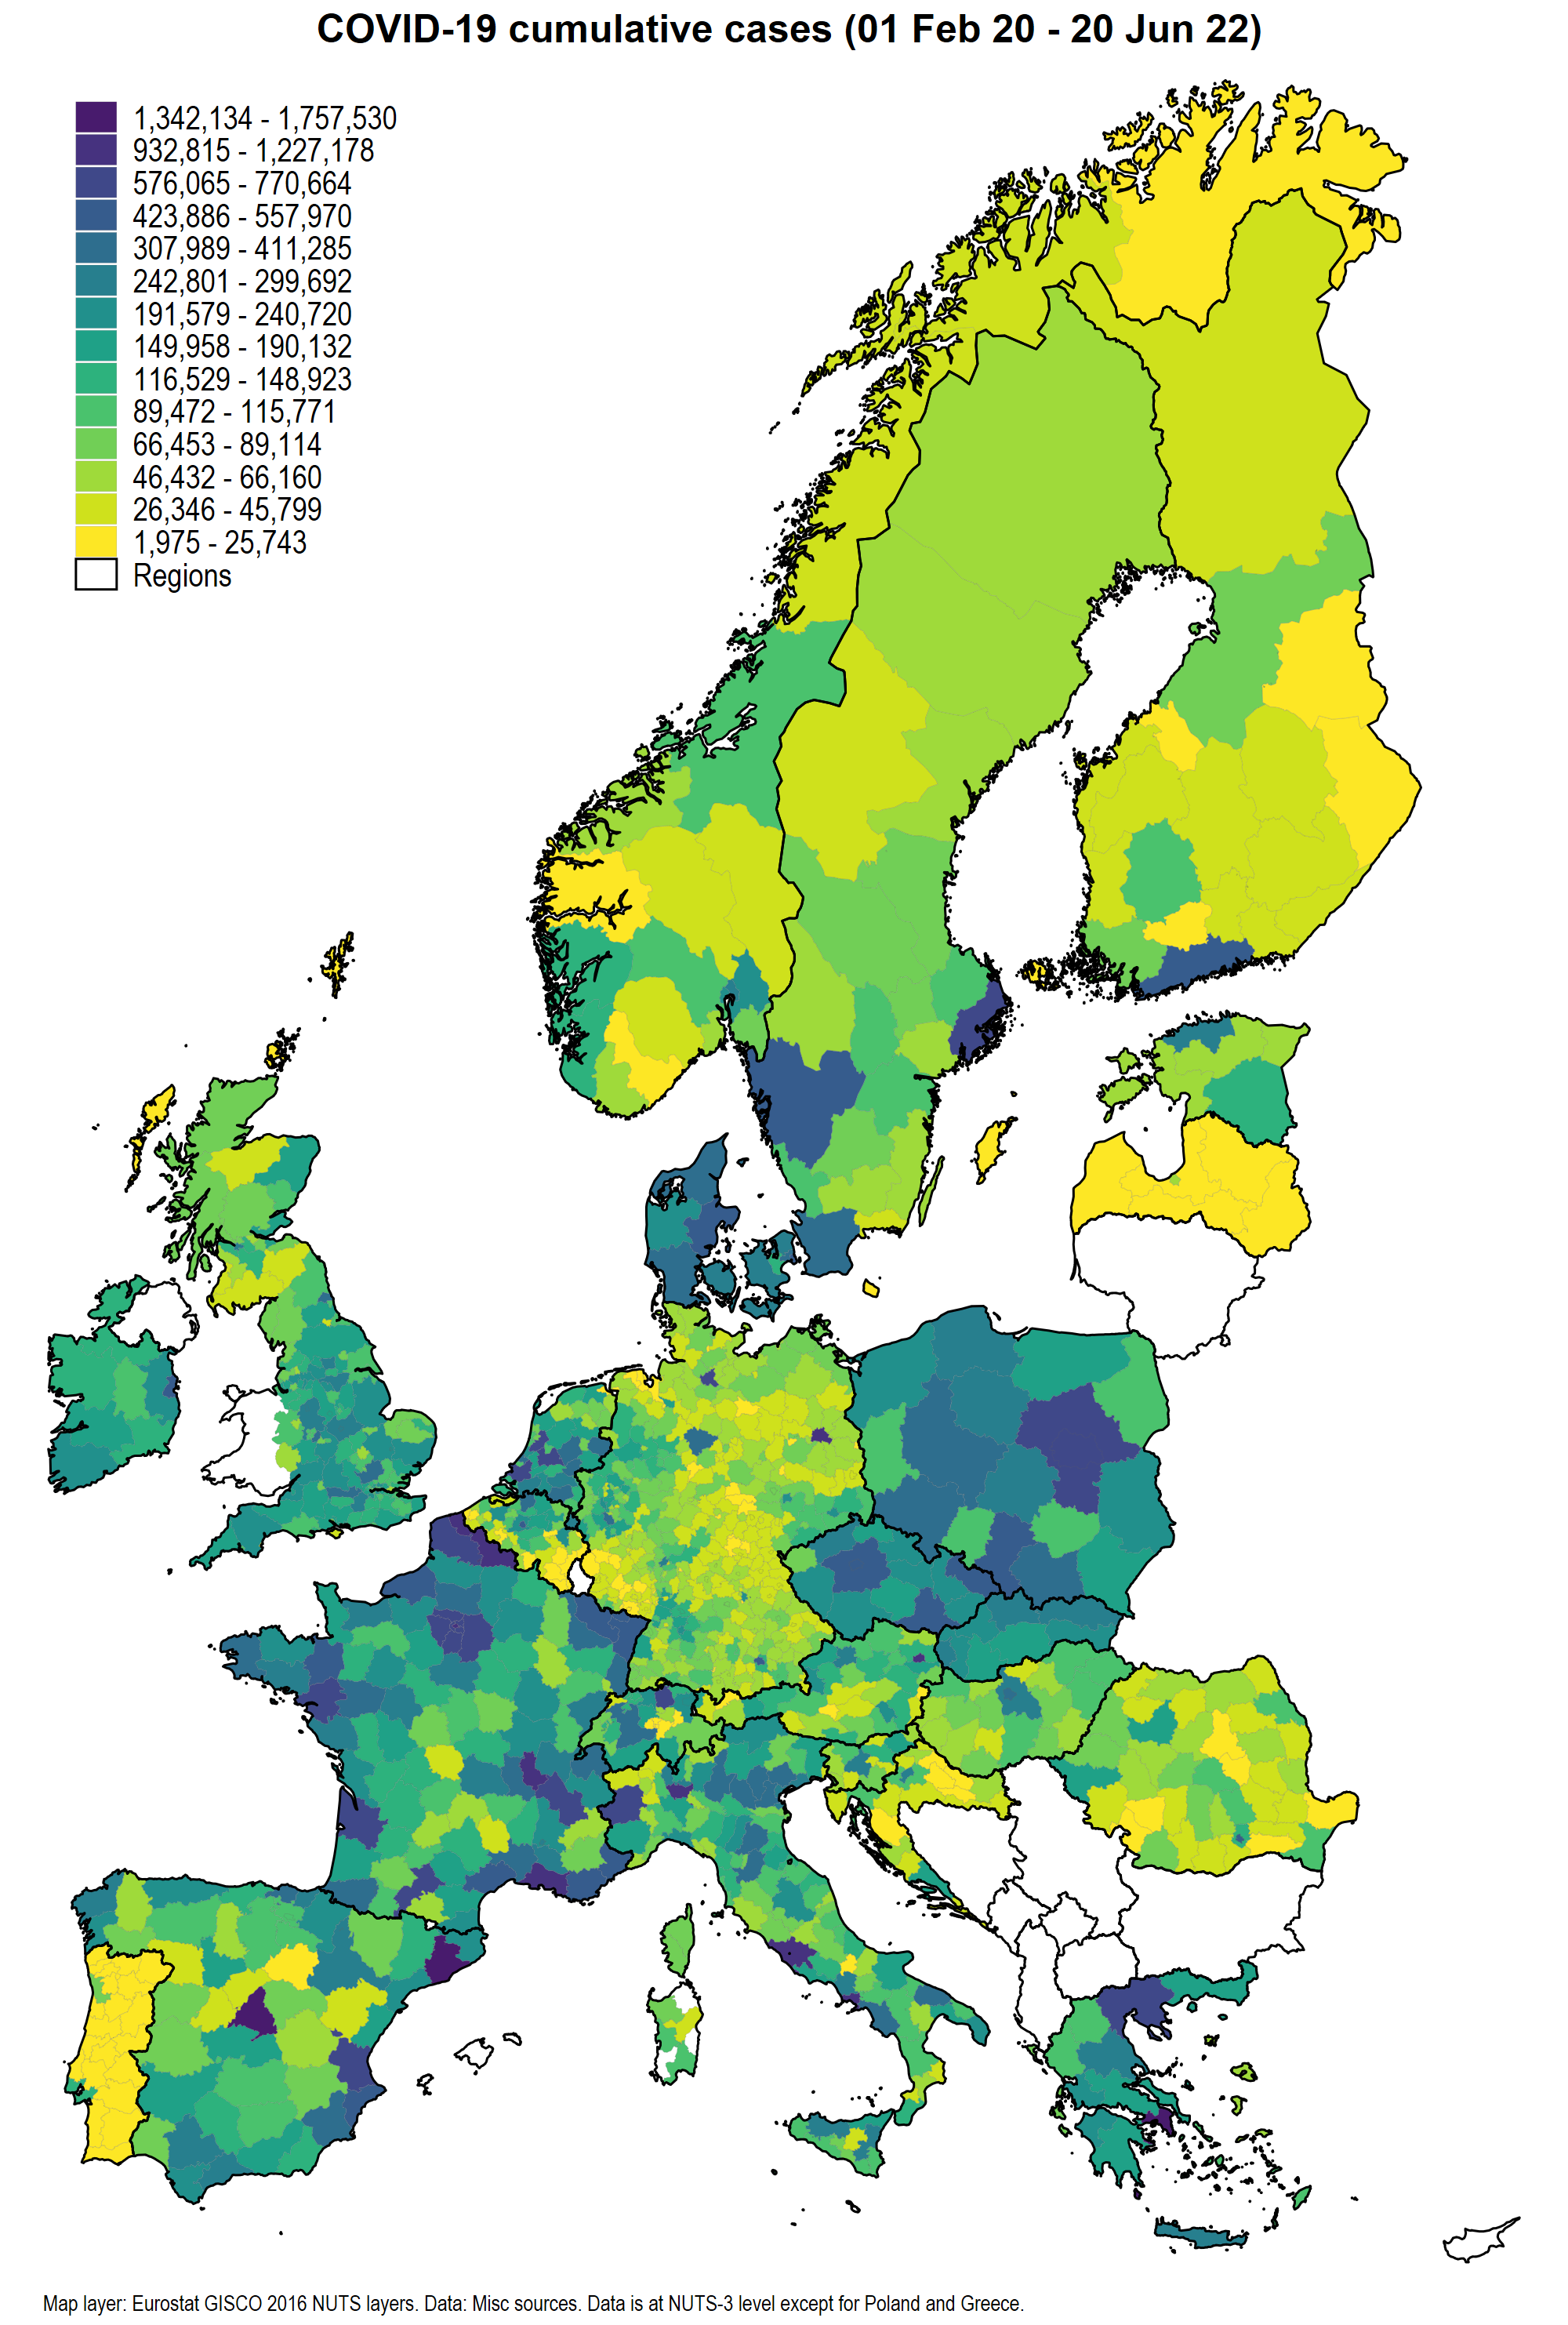 COVID-19 cumulative cases (01 Feb 20 - 20 Jun 22)
1,342,134 - 1,757,530
932,815 - 1,227,178
576,065 - 770,664
423,886 - 557,970
307,989 - 411,285
242,801 - 299,692
191,579 - 240,720
149,958 - 190,132
116,529 - 148,923
89,472 - 115,771
66,453 - 89,114
46,432 - 66,160
26,346 - 45,799
1,975 - 25,743
Regions
Map layer: Eurostat GISCO 2016 NUTS layers. Data: Misc sources. Data is at NUTS-3 level except for Poland and Greece.